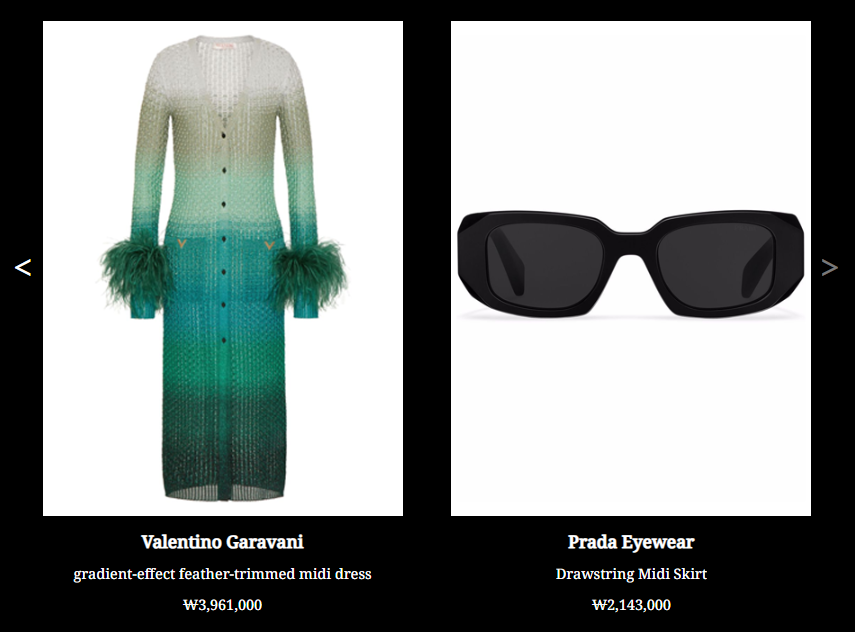 <
>
Valentino Garavani
gradient-effect feather-trimmed midi dress
₩3,961,000
Prada Eyewear
Drawstring Midi Skirt
₩2,143,000